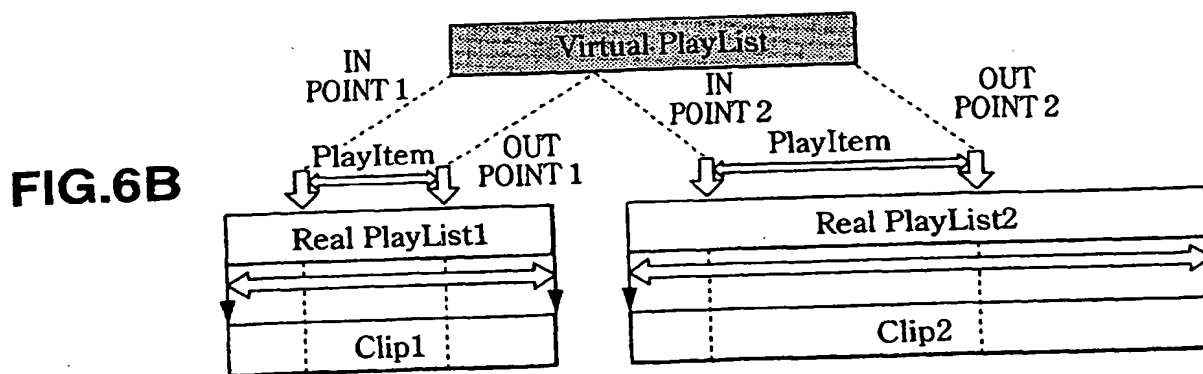 Virtual PlayList
IN
POINT 1
IN
POINT 2
OUT
POINT 2
PlayItem
OUT
POINT 1
PlayItem
FIG.6B
Real PlayList1
Real PlayList2
Clip1
Clip2